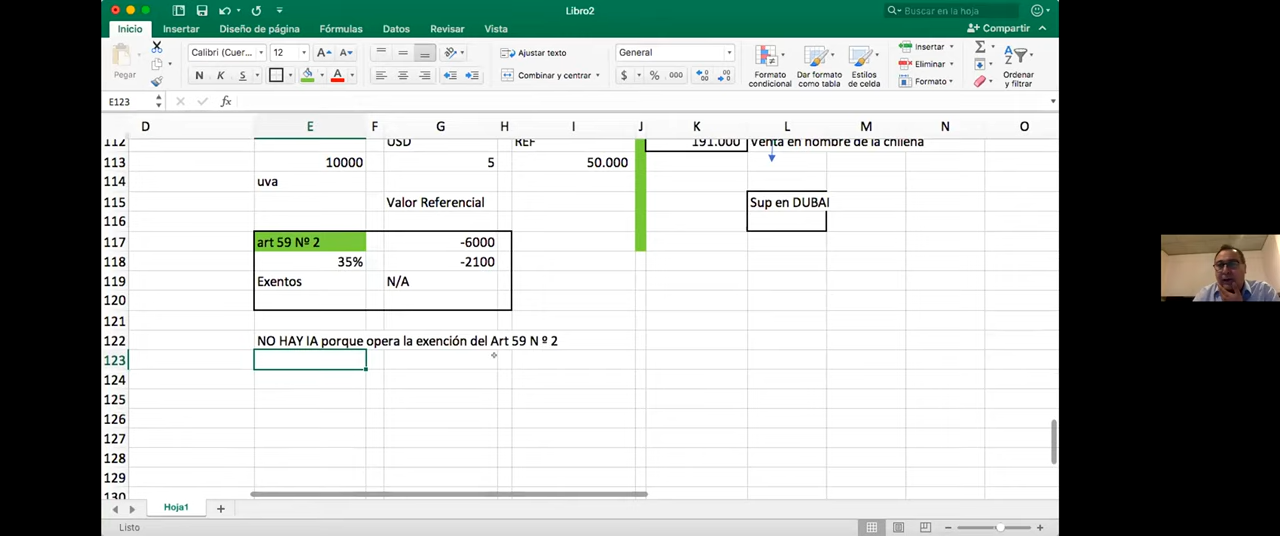 Libro2
Buscar en la hoja
Inicio Insertar Diseño de página Fórmulas Datos Revisar Vista
Compartir
Pegar
Calibri (Cuer... 12
N K S
Ajustar texto
Combinar y centrar
General
$ % 000
Formato condicional
Dar formato como tabla
Estilos de celda
Insertar
Eliminar
Formato
Ordenar y filtrar
E123 fx
D E F G H I J K L M N O
112 USD REF 191.000 Venta en nombre de la chilena
113 10000 5 50.000
114 uva
115 Valor Referencial Sup en DUBAI
116
117 art 59 Nº 2 -6000
118 35% -2100
119 Exentos N/A
120
121
122 NO HAY IA porque opera la exención del Art 59 N º 2
123
124
125
126
127
128
129
130
Hoja1
Listo